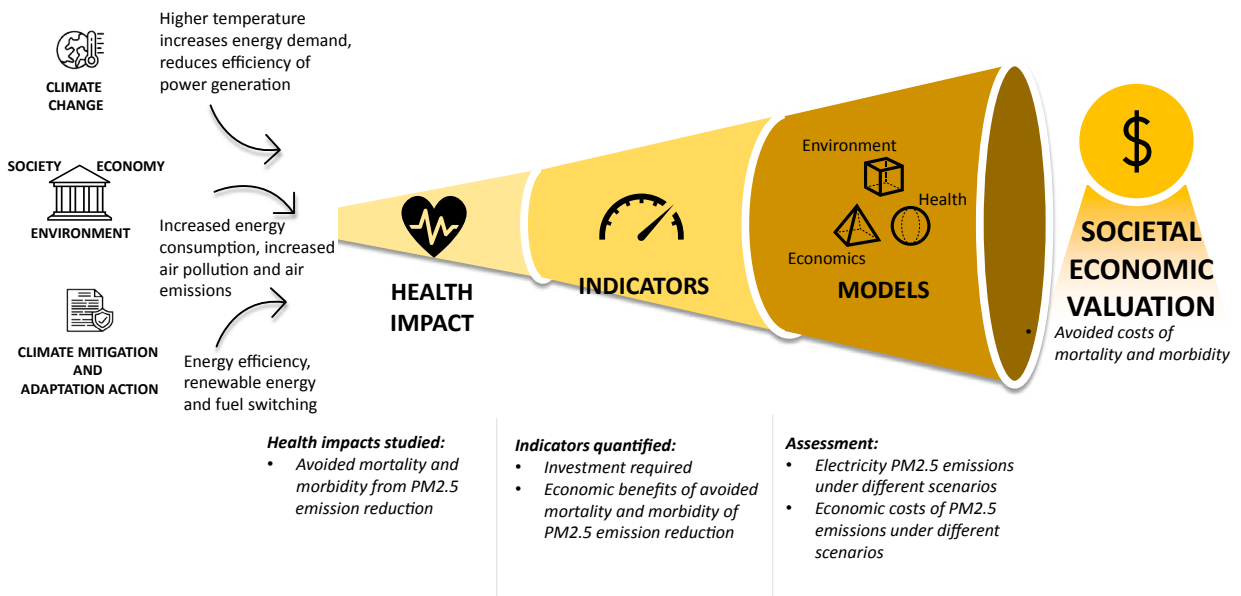 Higher temperature
increases energy demand,
reduces efficiency of
power generation
CLIMATE
CHANGE
SOCIETY ECONOMY
ENVIRONMENT
Increased energy
consumption, increased
air pollution and air
emissions
CLIMATE MITIGATION
AND
ADAPTATION ACTION
Energy efficiency,
renewable energy
and fuel switching
HEALTH
IMPACT
INDICATORS
Environment
Health
Economics
MODELS
$
SOCIETAL
ECONOMIC
VALUATION
• Avoided costs of
mortality and morbidity
Health impacts studied:
• Avoided mortality and
morbidity from PM2.5
emission reduction
Indicators quantified:
• Investment required
• Economic benefits of avoided
mortality and morbidity of
PM2.5 emission reduction
Assessment:
• Electricity PM2.5 emissions
under different scenarios
• Economic costs of PM2.5
emissions under different
scenarios